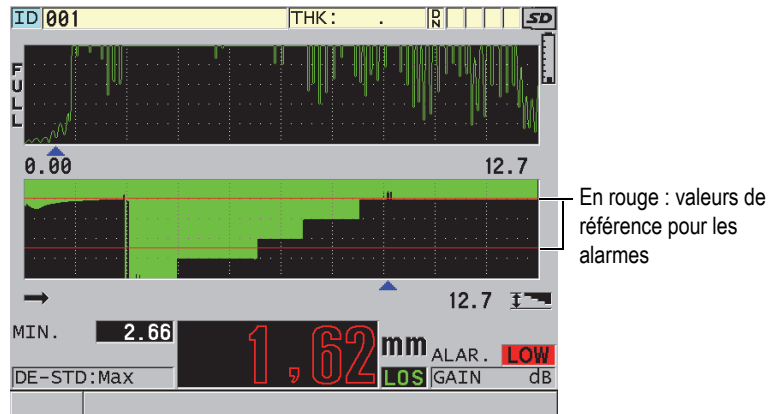 ID 001 THK: . DN SD
FULL
0.00 12.7
En rouge : valeurs de
référence pour les
alarmes
12.7
MIN. 2.66 1,62 mm ALAR. LOW
DE-STD:Max LOS GAIN dB